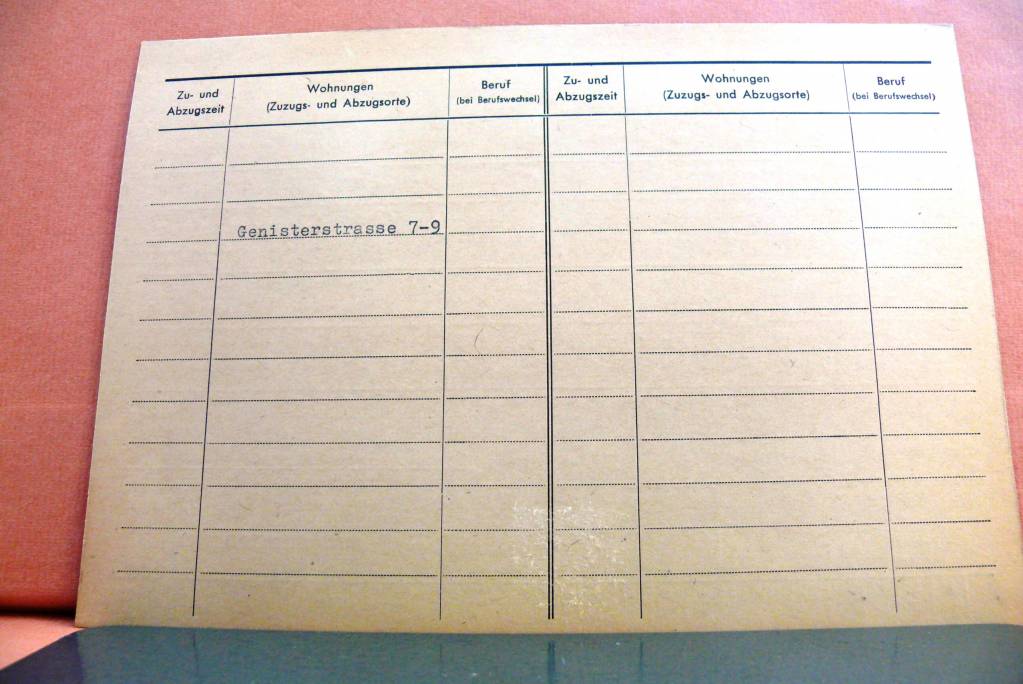 Zu- und Abzugszeit
Wohnungen
(Zuzugs- und Abzugsorte)
Beruf
(bei Berufswechsel)
Zu- und Abzugszeit
Wohnungen
(Zuzugs- und Abzugsorte)
Beruf
(bei Berufswechsel)
Genisterstrasse 7-9